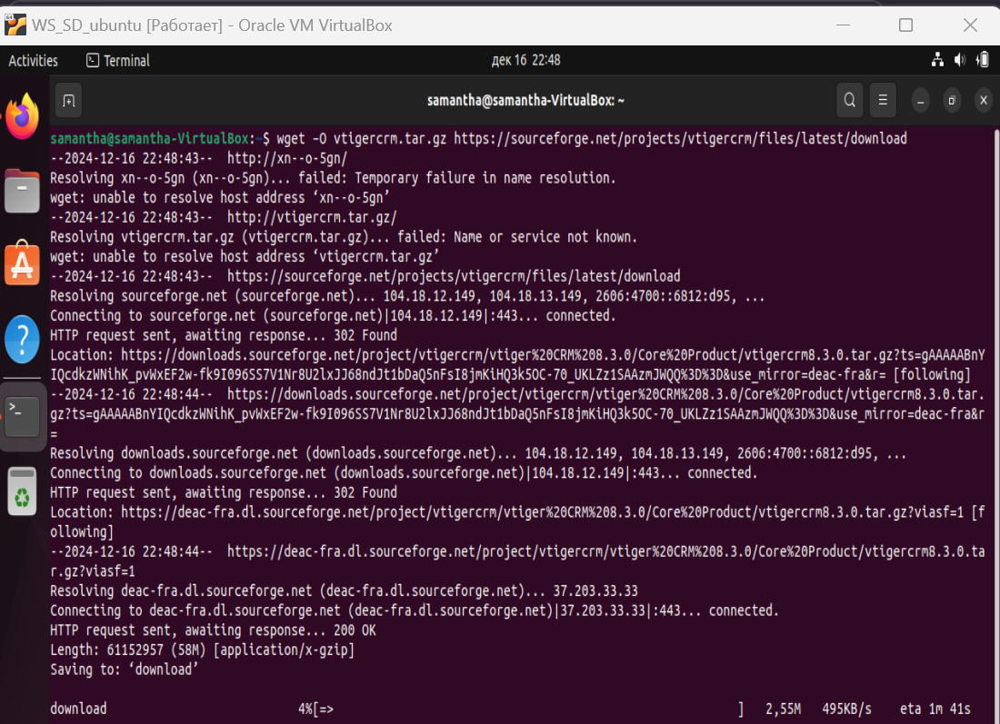 WS_SD_ubuntu [Работает] - Oracle VM VirtualBox
Activities
Terminal
дек 16 22:48
samantha@samantha-VirtualBox: ~
samantha@samantha-VirtualBox:~$ wget –O vtigercrm.tar.gz https://sourceforge.net/projects/vtigercrm/files/latest/download
--2024-12-16 22:48:43--  http://xn--o-5gn/
Resolving xn--o-5gn (xn--o-5gn)... failed: Temporary failure in name resolution.
wget: unable to resolve host address ‘xn--o-5gn’
--2024-12-16 22:48:43--  http://vtigercrm.tar.gz/
Resolving vtigercrm.tar.gz (vtigercrm.tar.gz)... failed: Name or service not known.
wget: unable to resolve host address ‘vtigercrm.tar.gz’
--2024-12-16 22:48:43--  https://sourceforge.net/projects/vtigercrm/files/latest/download
Resolving sourceforge.net (sourceforge.net)... 104.18.12.149, 104.18.13.149, 2606:4700::6812:d95, ...
Connecting to sourceforge.net (sourceforge.net)|104.18.12.149|:443... connected.
HTTP request sent, awaiting response... 302 Found
Location: https://downloads.sourceforge.net/project/vtigercrm/vtiger%20CRM%208.3.0/Core%20Product/vtigercrm8.3.0.tar.gz?ts=gAAAAABnY
IQcdkzWNihK_pvWxEF2w-fk9I096SS7V1Nr8U2lxJJ68ndJt1bDaQ5nFsI8jmKiHQ3k5OC-70_UKLZz1SAAzmJWQQ%3D%3D&use_mirror=deac-fra&r= [following]
--2024-12-16 22:48:44--  https://downloads.sourceforge.net/project/vtigercrm/vtiger%20CRM%208.3.0/Core%20Product/vtigercrm8.3.0.tar.
gz?ts=gAAAAABnYIQcdkzWNihK_pvWxEF2w-fk9I096SS7V1Nr8U2lxJJ68ndJt1bDaQ5nFsI8jmKiHQ3k5OC-70_UKLZz1SAAzmJWQQ%3D%3D&use_mirror=deac-fra&r
=
Resolving downloads.sourceforge.net (downloads.sourceforge.net)... 104.18.12.149, 104.18.13.149, 2606:4700::6812:d95, ...
Connecting to downloads.sourceforge.net (downloads.sourceforge.net)|104.18.12.149|:443... connected.
HTTP request sent, awaiting response... 302 Found
Location: https://deac-fra.dl.sourceforge.net/project/vtigercrm/vtiger%20CRM%208.3.0/Core%20Product/vtigercrm8.3.0.tar.gz?viasf=1 [f
ollowing]
--2024-12-16 22:48:44--  https://deac-fra.dl.sourceforge.net/project/vtigercrm/vtiger%20CRM%208.3.0/Core%20Product/vtigercrm8.3.0.ta
r.gz?viasf=1
Resolving deac-fra.dl.sourceforge.net (deac-fra.dl.sourceforge.net)... 37.203.33.33
Connecting to deac-fra.dl.sourceforge.net (deac-fra.dl.sourceforge.net)|37.203.33.33|:443... connected.
HTTP request sent, awaiting response... 200 OK
Length: 61152957 (58M) [application/x-gzip]
Saving to: ‘download’
download 4%[=> ] 2,55M 495KB/s eta 1m 41s